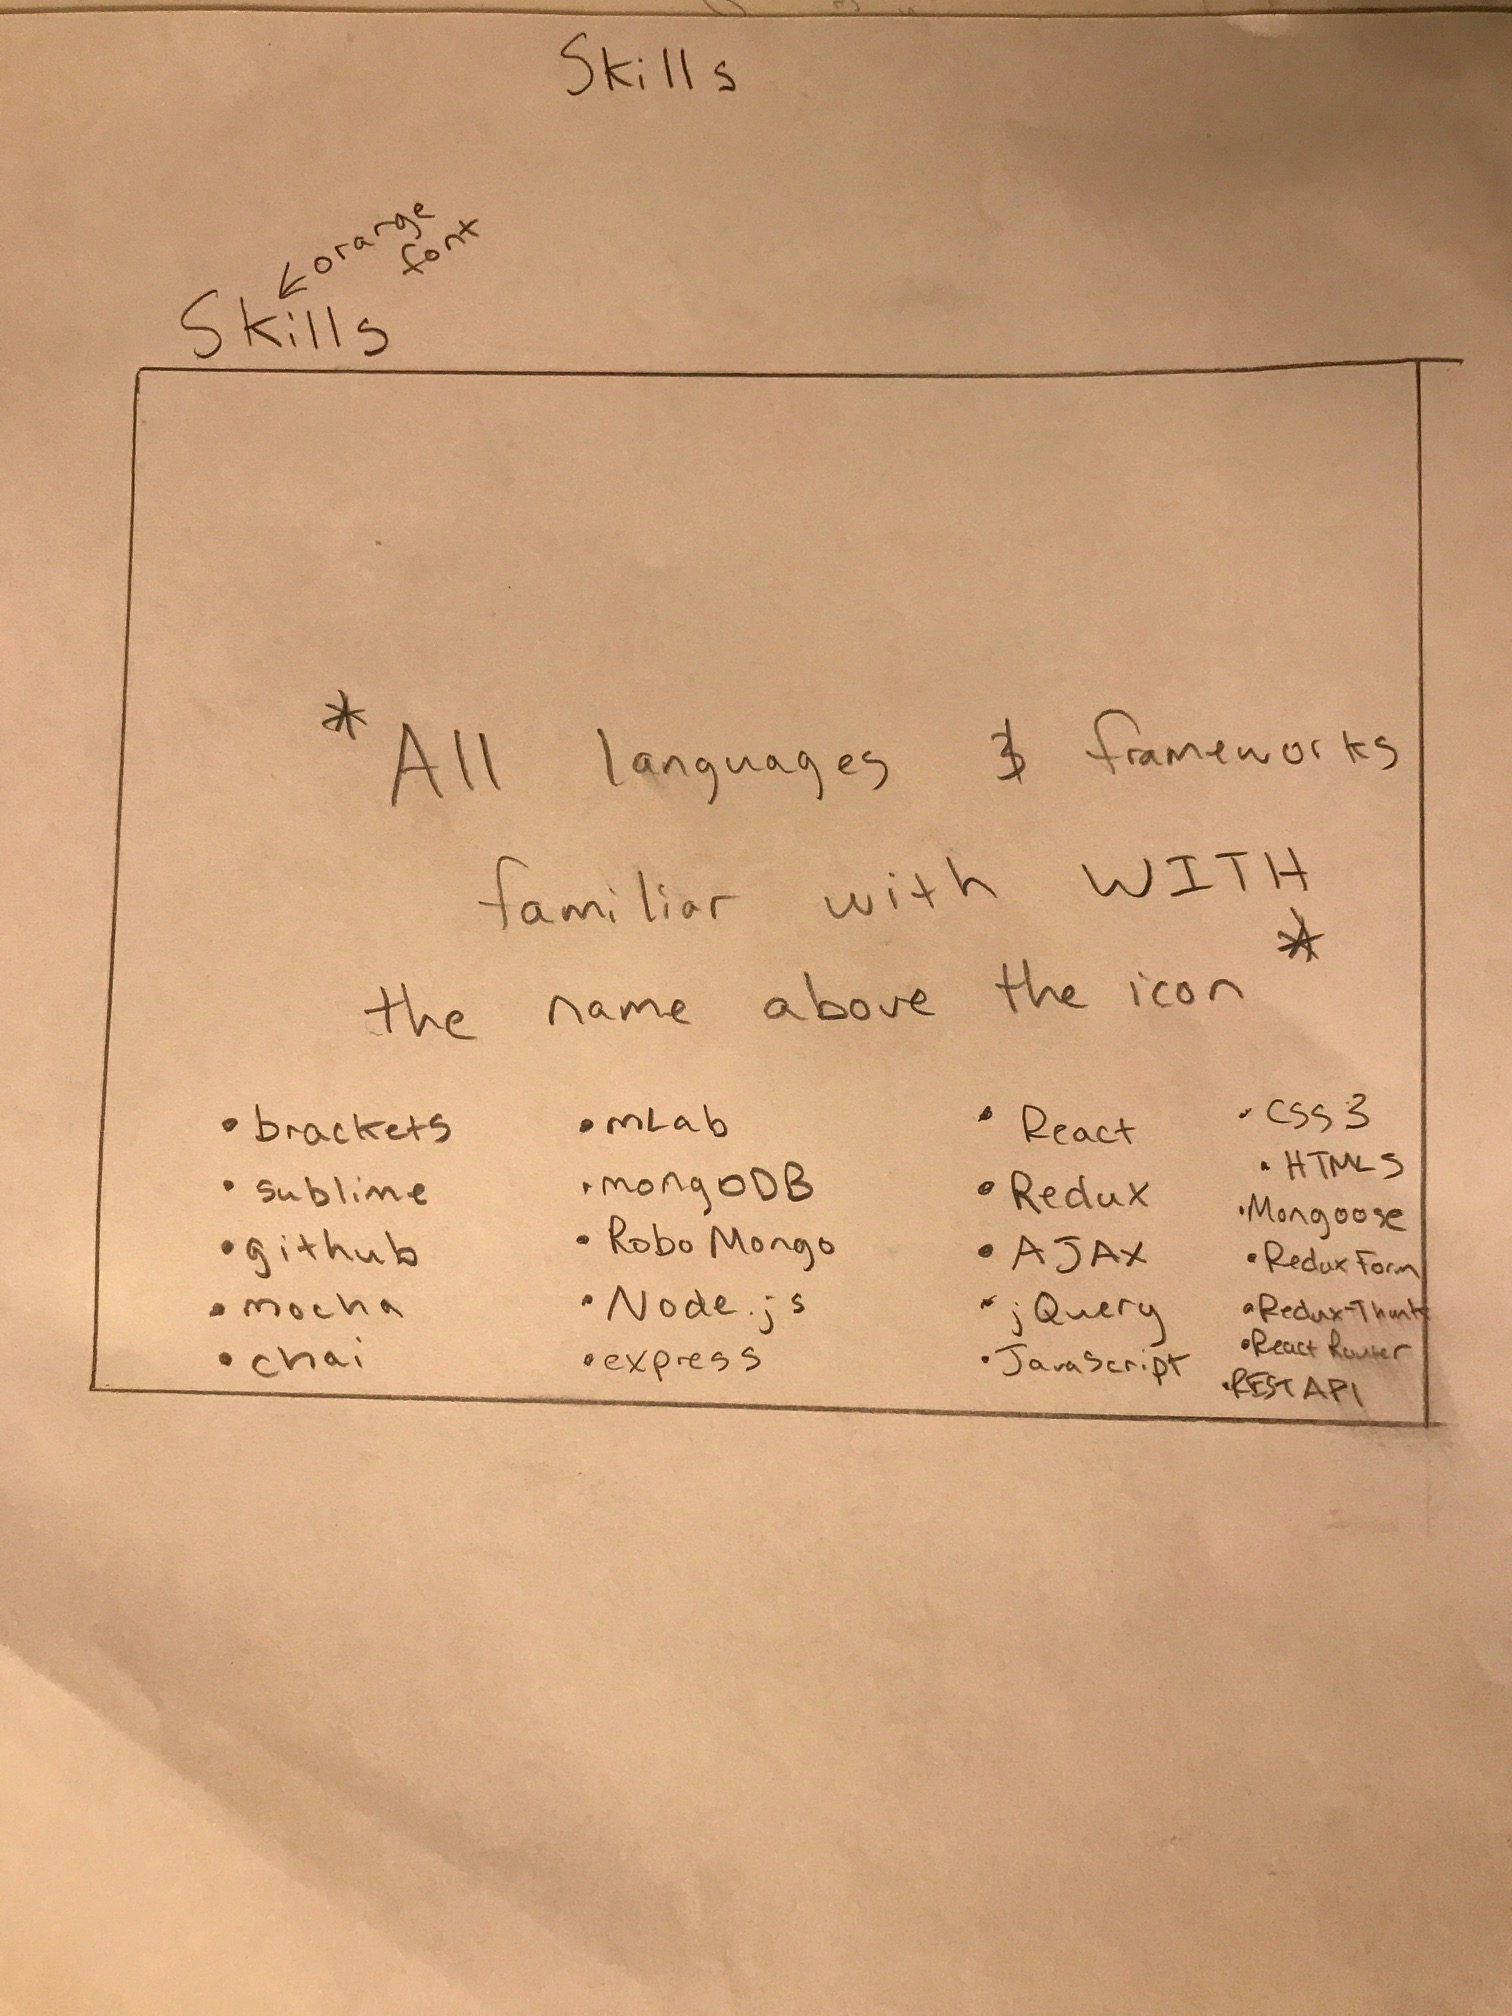 Skills
← orange
font
Skills
* All languages & frameworks
familiar with WITH
the name above the icon *
• brackets
• sublime
• github
• mocha
• chai
• mLab
• mongoDB
• Robo Mongo
• Node.js
• express
• React
• Redux
• AJAX
• jQuery
• JavaScript
• CSS3
• HTML5
• Mongoose
• Redux Form
• Redux-Thunk
• React Router
• REST API